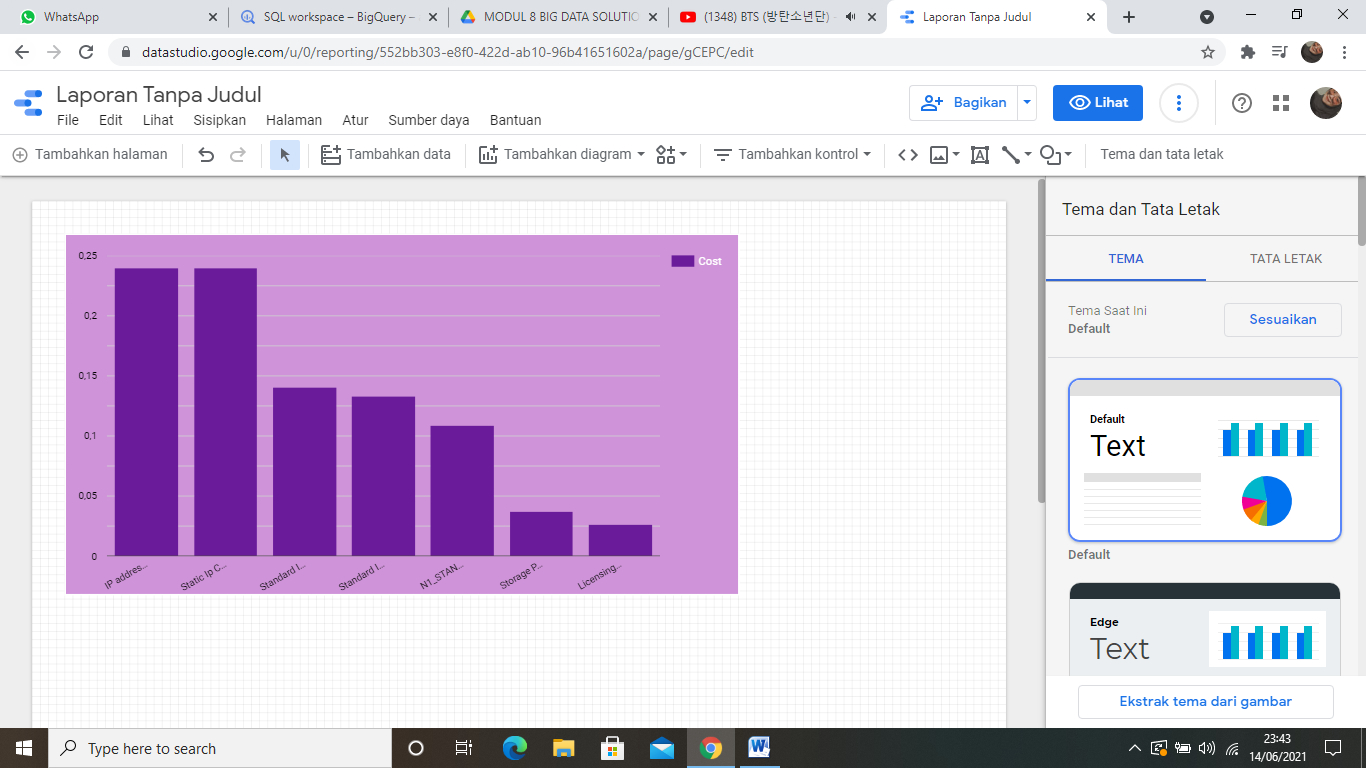 WhatsApp
SQL workspace – BigQuery –
MODUL 8 BIG DATA SOLUTIO
(1348) BTS (방탄소년단)
Laporan Tanpa Judul
datastudio.google.com/u/0/reporting/552bb303-e8f0-422d-ab10-96b41651602a/page/gCEPC/edit
Laporan Tanpa Judul
Bagikan
Lihat
File Edit Lihat Sisipkan Halaman Atur Sumber daya Bantuan
Tambahkan halaman
Tambahkan data
Tambahkan diagram
Tambahkan kontrol
Tema dan tata letak
Cost
0,25
0,2
0,15
0,1
0,05
0
IP addres...
Static Ip C...
Standard I...
Standard I...
N1_STAN...
Storage P...
Licensing...
Tema dan Tata Letak
TEMA
TATA LETAK
Tema Saat Ini
Default
Sesuaikan
Default
Text
Default
Edge
Text
Ekstrak tema dari gambar
Type here to search
23:43
14/06/2021